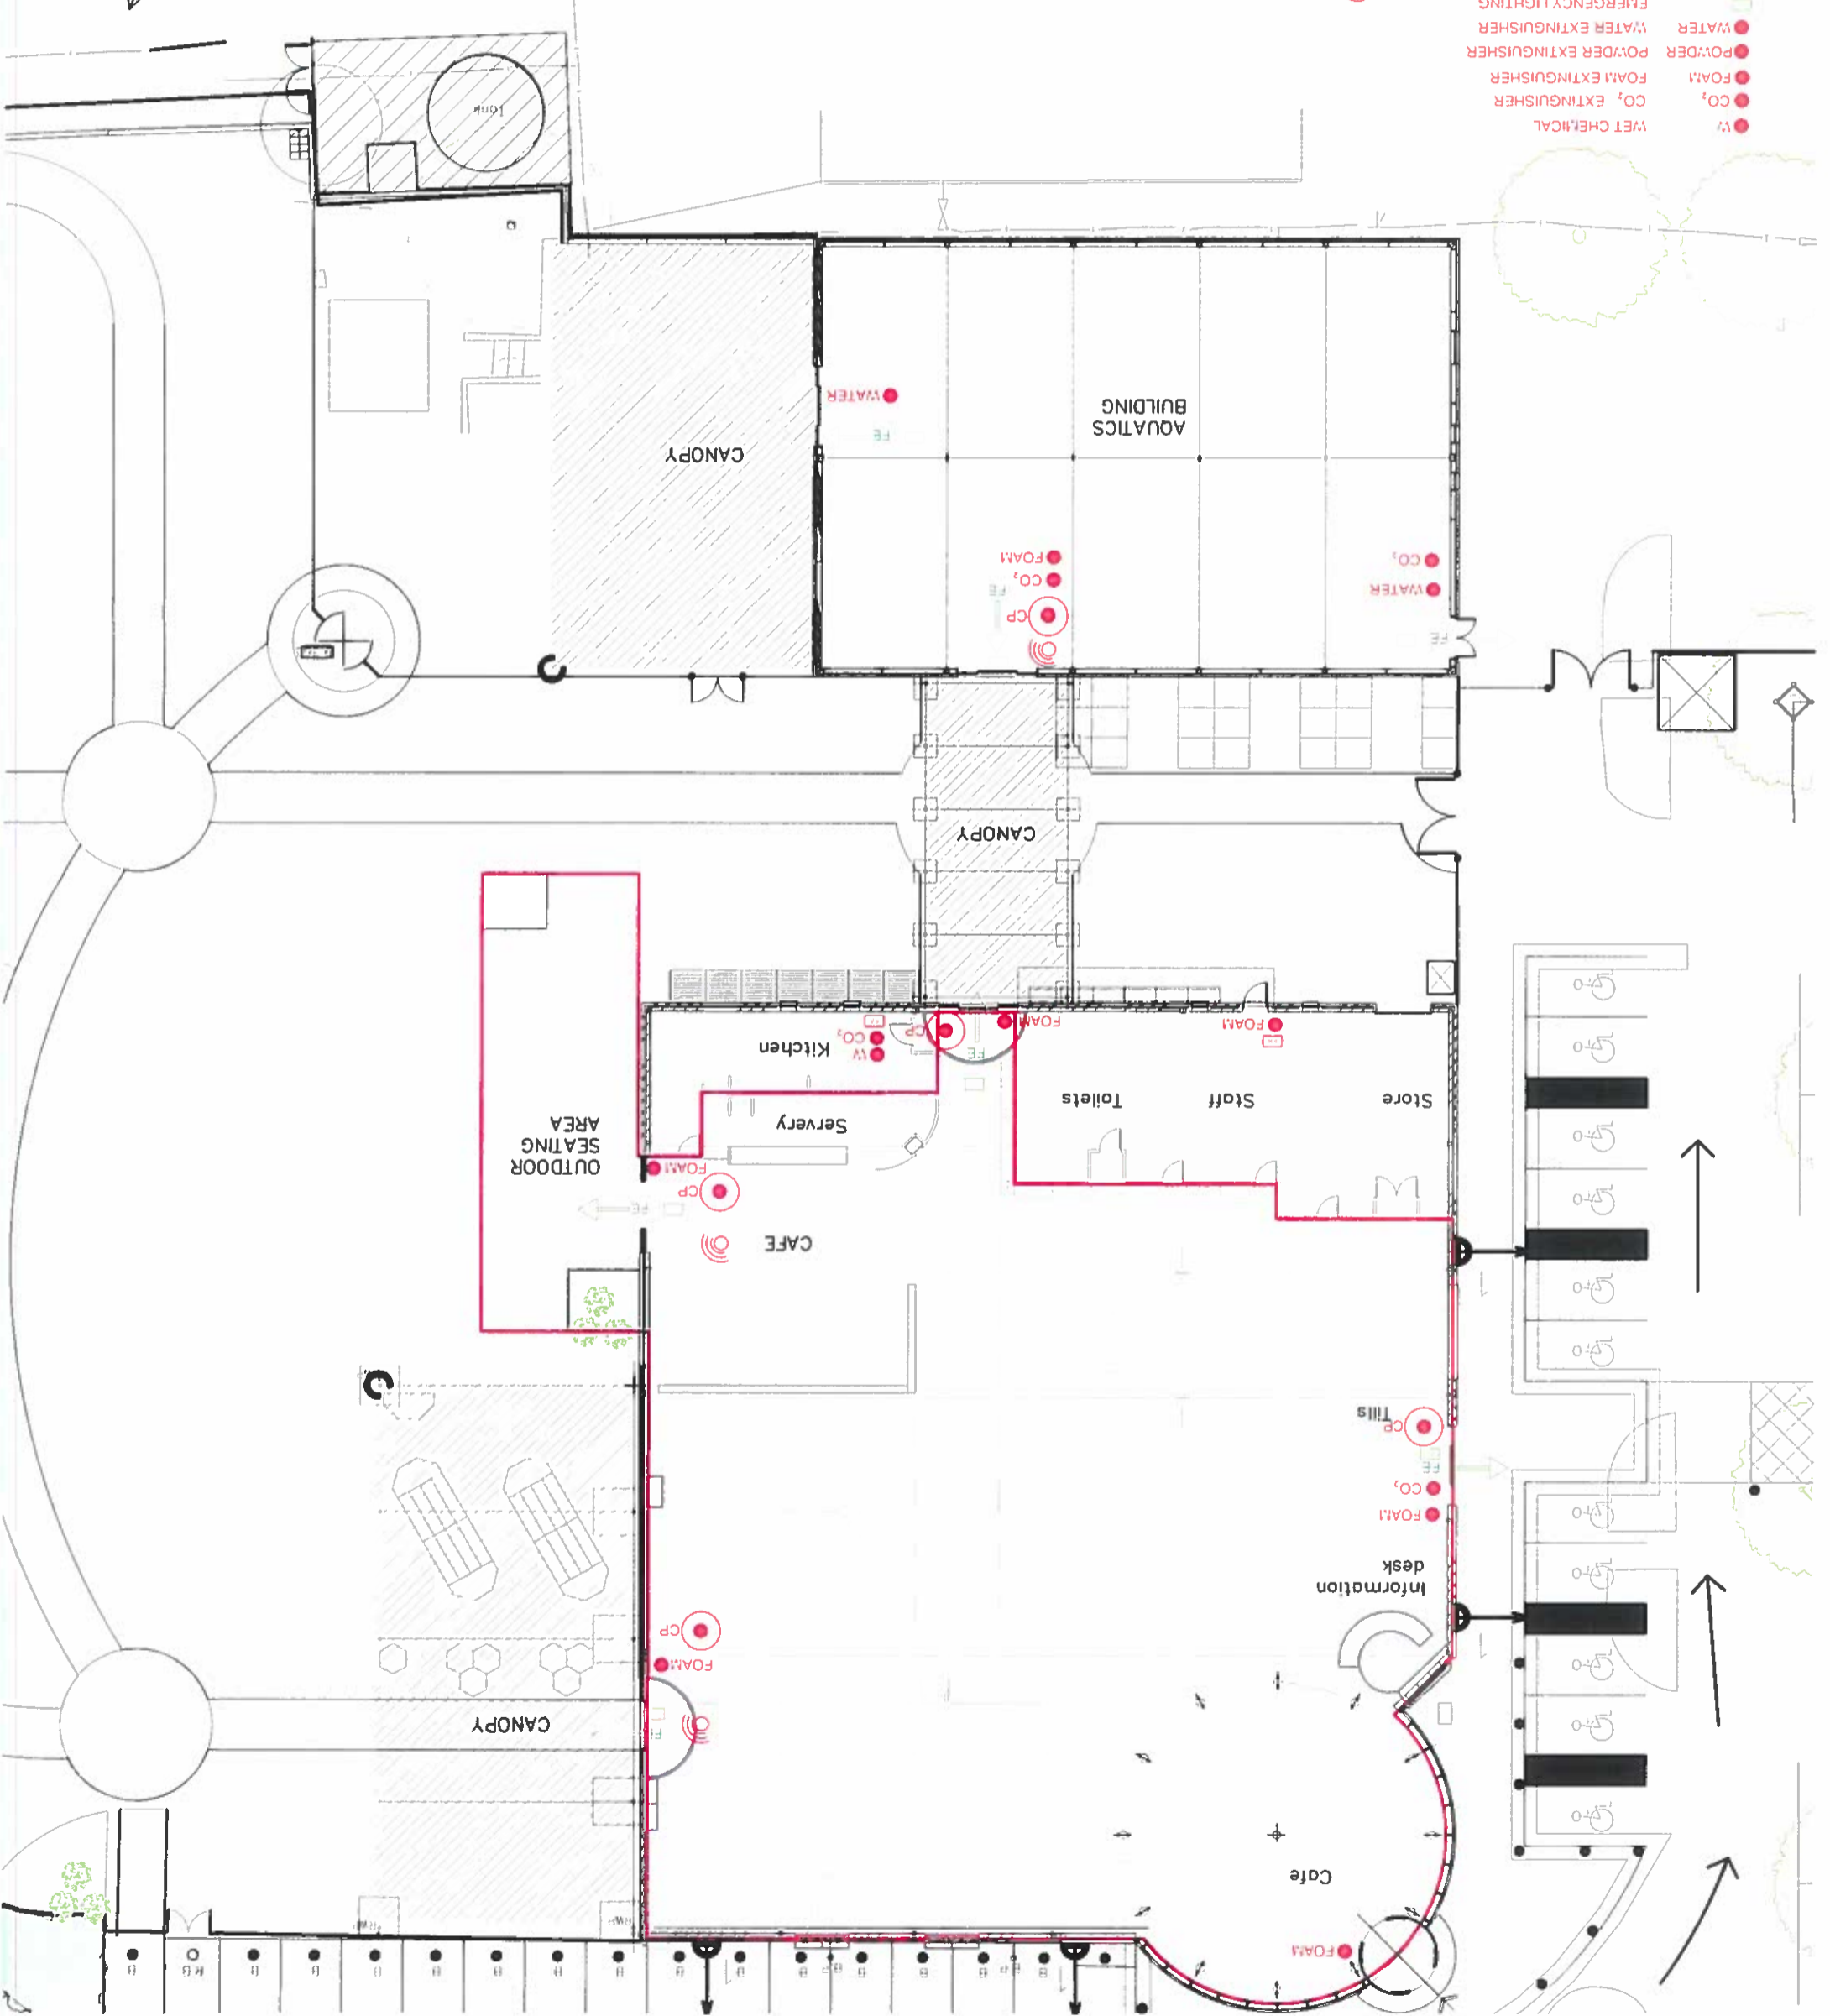 FOAM
Cafe
FE
CANOPY
FOAM
CP
Information
desk
FOAM
CO₂
FE
CP
Tills
CAFE
FE
CP
FOAM
OUTDOOR
SEATING
AREA
Servery
Store
Staff
Toilets
FE
Kitchen
W
CO₂
CP
FOAM
FOAM
CANOPY
FE
CP
WATER
CO₂
FE
CO₂
FOAM
CANOPY
FE
AQUATICS
BUILDING
WATER
W WET CHEMICAL
CO₂ CO₂ EXTINGUISHER
FOAM FOAM EXTINGUISHER
POWDER POWDER EXTINGUISHER
WATER WATER EXTINGUISHER
EMERGENCY LIGHTING
Tank